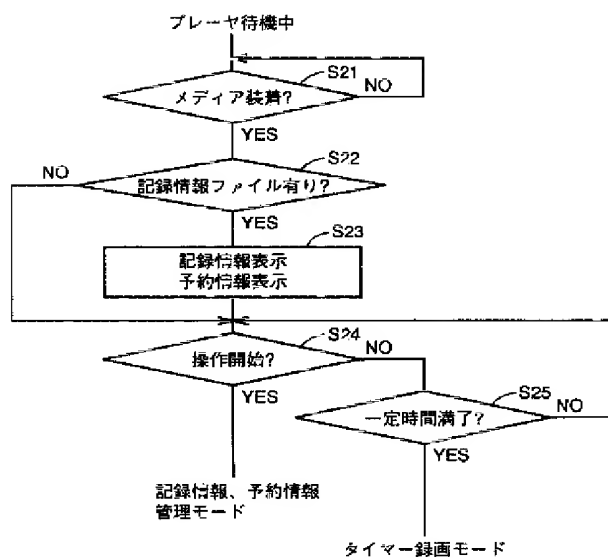 プレーヤ待機中
S21
メディア装着?
NO
YES
S22
NO
記録情報ファイル有り?
YES
S23
記録情報表示
予約情報表示
S24
操作開始?
NO
YES
S25
一定時間満了?
NO
YES
記録情報、予約情報
管理モード
タイマー録画モード